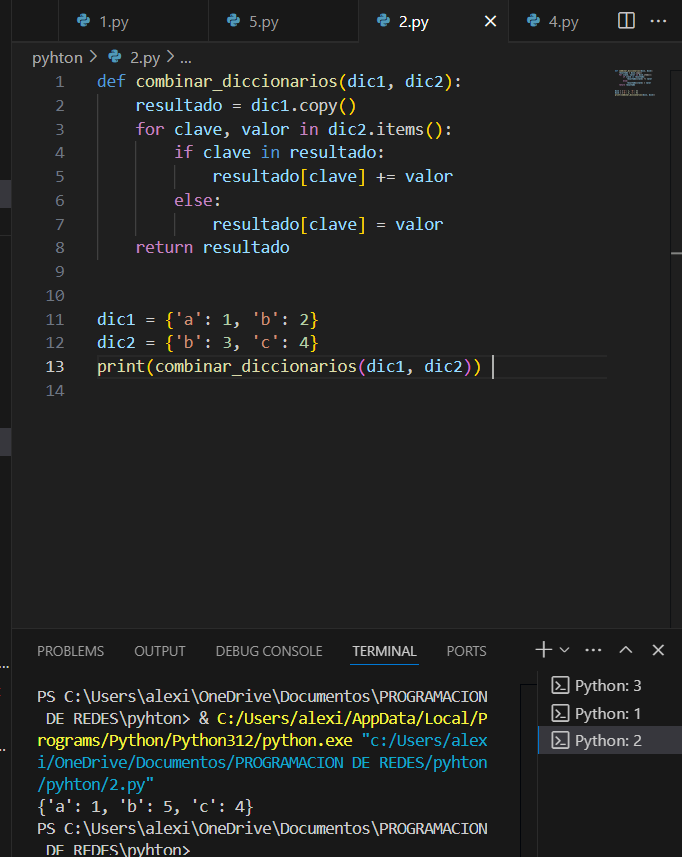 1.py 5.py 2.py 4.py
pyhton > 2.py > ...
1 def combinar_diccionarios(dic1, dic2):
2 resultado = dic1.copy()
3 for clave, valor in dic2.items():
4 if clave in resultado:
5 resultado[clave] += valor
6 else:
7 resultado[clave] = valor
8 return resultado
9
10
11 dic1 = {'a': 1, 'b': 2}
12 dic2 = {'b': 3, 'c': 4}
13 print(combinar_diccionarios(dic1, dic2))
14
PROBLEMS OUTPUT DEBUG CONSOLE TERMINAL PORTS
PS C:\Users\alexi\OneDrive\Documentos\PROGRAMACION
DE REDES\pyhton> & C:/Users/alexi/AppData/Local/P
rograms/Python/Python312/python.exe "c:/Users/alex
i/OneDrive/Documentos/PROGRAMACION DE REDES/pyhton
/pyhton/2.py"
{'a': 1, 'b': 5, 'c': 4}
PS C:\Users\alexi\OneDrive\Documentos\PROGRAMACION
DE REDES\pyhton>
Python: 3
Python: 1
Python: 2